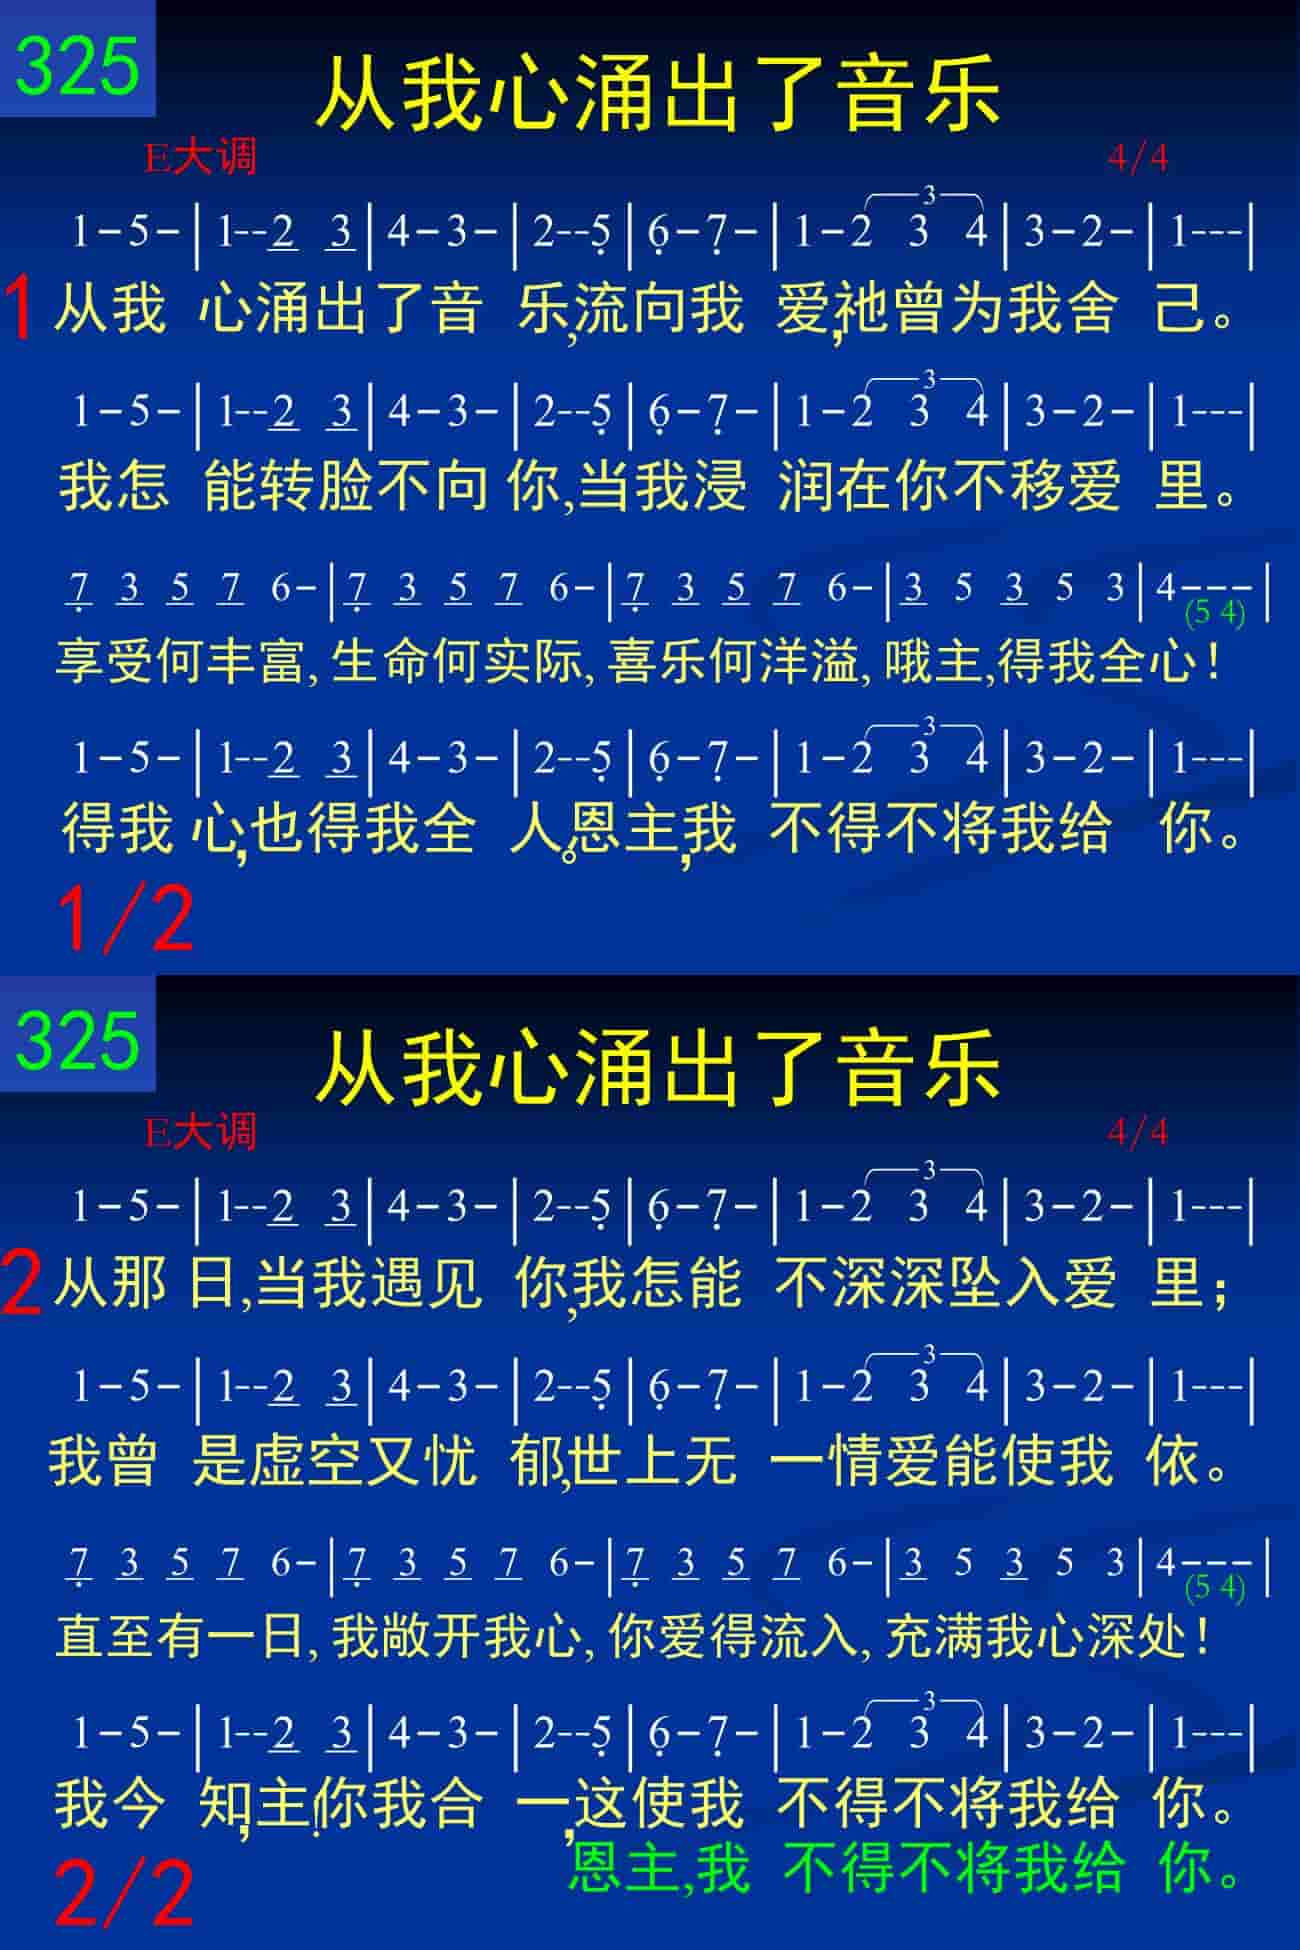 325
从我心涌出了音乐
E大调 4/4
1-5-|1--2 3|4-3-|2--5̣|6̣-7̣-|1-2 3 4|3-2-|1---|
3
1 从我 心涌出了音 乐,流向我 爱,祂曾为我舍 己。
1-5-|1--2 3|4-3-|2--5̣|6̣-7̣-|1-2 3 4|3-2-|1---|
3
我怎 能转脸不向 你,当我浸 润在你不移爱 里。
7̣ 3 5 7 6-|7̣ 3 5 7 6-|7̣ 3 5 7 6-|3 5 3 5 3|4---|
(5 4)
享受何丰富, 生命何实际, 喜乐何洋溢, 哦主,得我全心!
1-5-|1--2 3|4-3-|2--5̣|6̣-7̣-|1-2 3 4|3-2-|1---|
3
得我 心,也得我全 人。恩主,我 不得不将我给 你。
1/2
325
从我心涌出了音乐
E大调 4/4
1-5-|1--2 3|4-3-|2--5̣|6̣-7̣-|1-2 3 4|3-2-|1---|
3
2 从那 日,当我遇见 你,我怎能 不深深坠入爱 里;
1-5-|1--2 3|4-3-|2--5̣|6̣-7̣-|1-2 3 4|3-2-|1---|
3
我曾 是虚空又忧 郁,世上无 一情爱能使我 依。
7̣ 3 5 7 6-|7̣ 3 5 7 6-|7̣ 3 5 7 6-|3 5 3 5 3|4---|
(5 4)
直至有一日, 我敞开我心, 你爱得流入, 充满我心深处!
1-5-|1--2 3|4-3-|2--5̣|6̣-7̣-|1-2 3 4|3-2-|1---|
3
我今 知,主!你我合 一,这使我 不得不将我给 你。
恩主,我 不得不将我给 你。
2/2